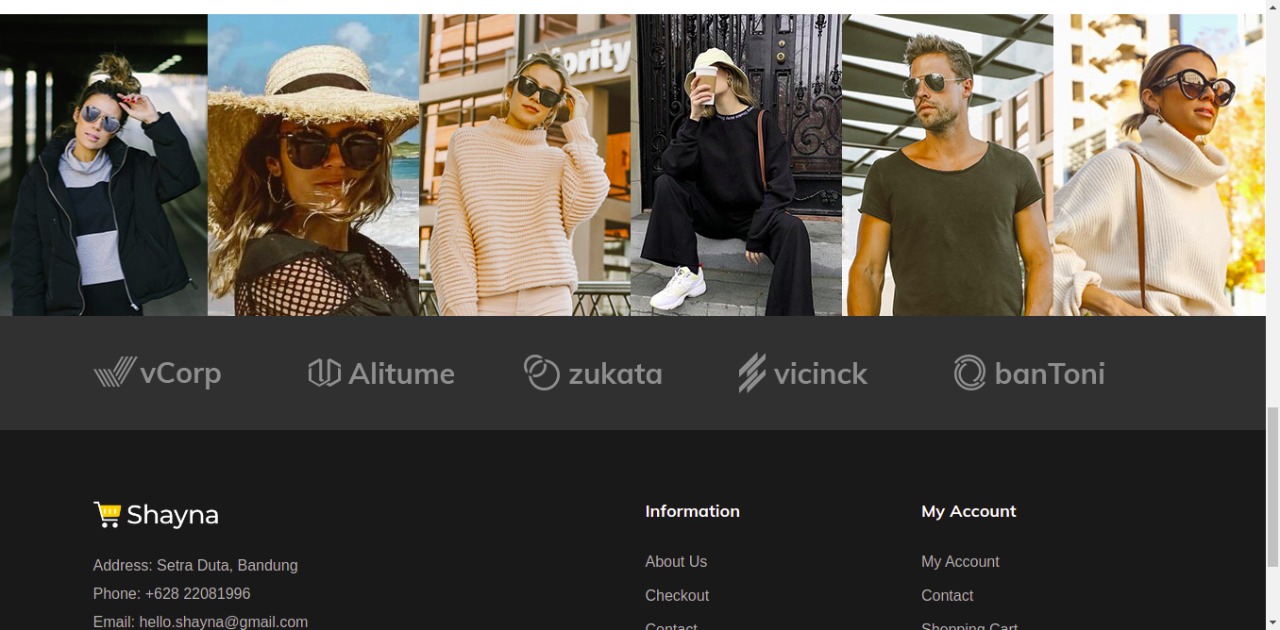 iority
vCorp
Alitume
zukata
vicinck
banToni
Shayna
Address: Setra Duta, Bandung
Phone: +628 22081996
Email: hello.shayna@gmail.com
Information
About Us
Checkout
Contact
My Account
My Account
Contact
Shopping Cart